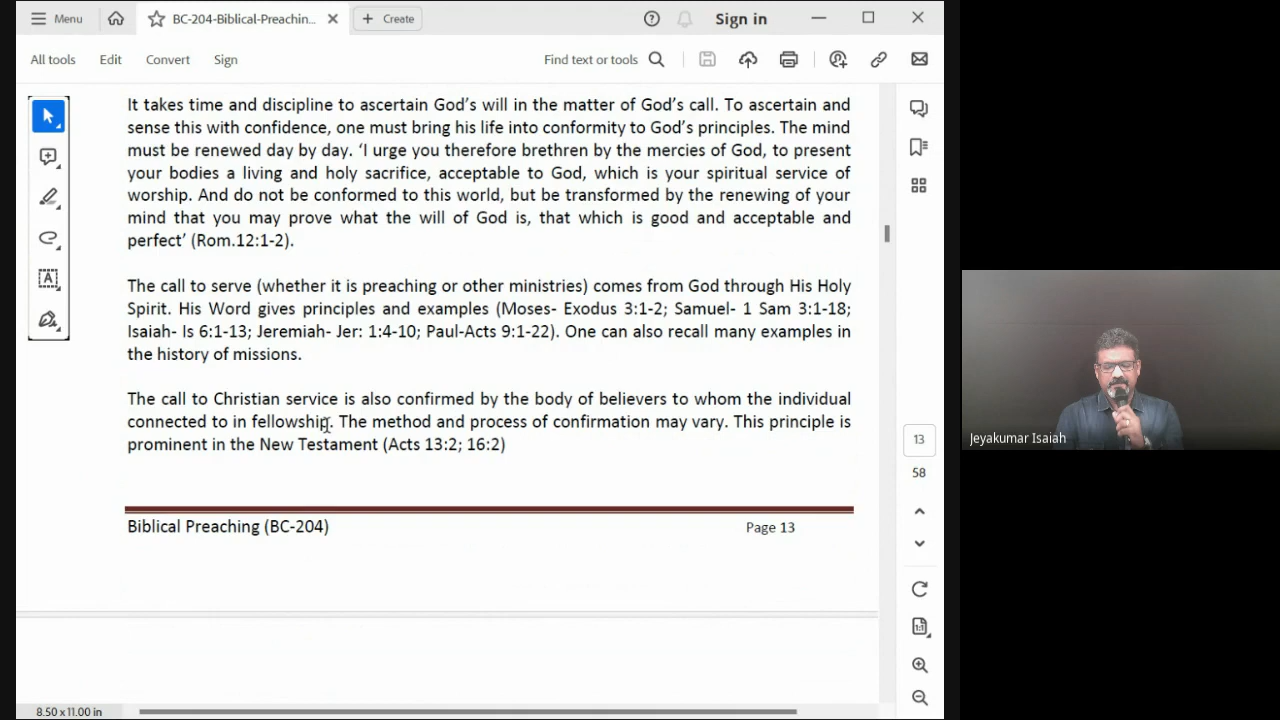 Menu
BC-204-Biblical-Preachin...
Create
Sign in
All tools
Edit
Convert
Sign
Find text or tools
It takes time and discipline to ascertain God's will in the matter of God's call. To ascertain and
sense this with confidence, one must bring his life into conformity to God's principles. The mind
must be renewed day by day. 'I urge you therefore brethren by the mercies of God, to present
your bodies a living and holy sacrifice, acceptable to God, which is your spiritual service of
worship. And do not be conformed to this world, but be transformed by the renewing of your
mind that you may prove what the will of God is, that which is good and acceptable and
perfect' (Rom.12:1-2).
The call to serve (whether it is preaching or other ministries) comes from God through His Holy
Spirit. His Word gives principles and examples (Moses- Exodus 3:1-2; Samuel- 1 Sam 3:1-18;
Isaiah- Is 6:1-13; Jeremiah- Jer: 1:4-10; Paul-Acts 9:1-22). One can also recall many examples in
the history of missions.
The call to Christian service is also confirmed by the body of believers to whom the individual
connected to in fellowship. The method and process of confirmation may vary. This principle is
prominent in the New Testament (Acts 13:2; 16:2)
Biblical Preaching (BC-204)
Page 13
13
58
8.50 x 11.00 in
Jeyakumar Isaiah